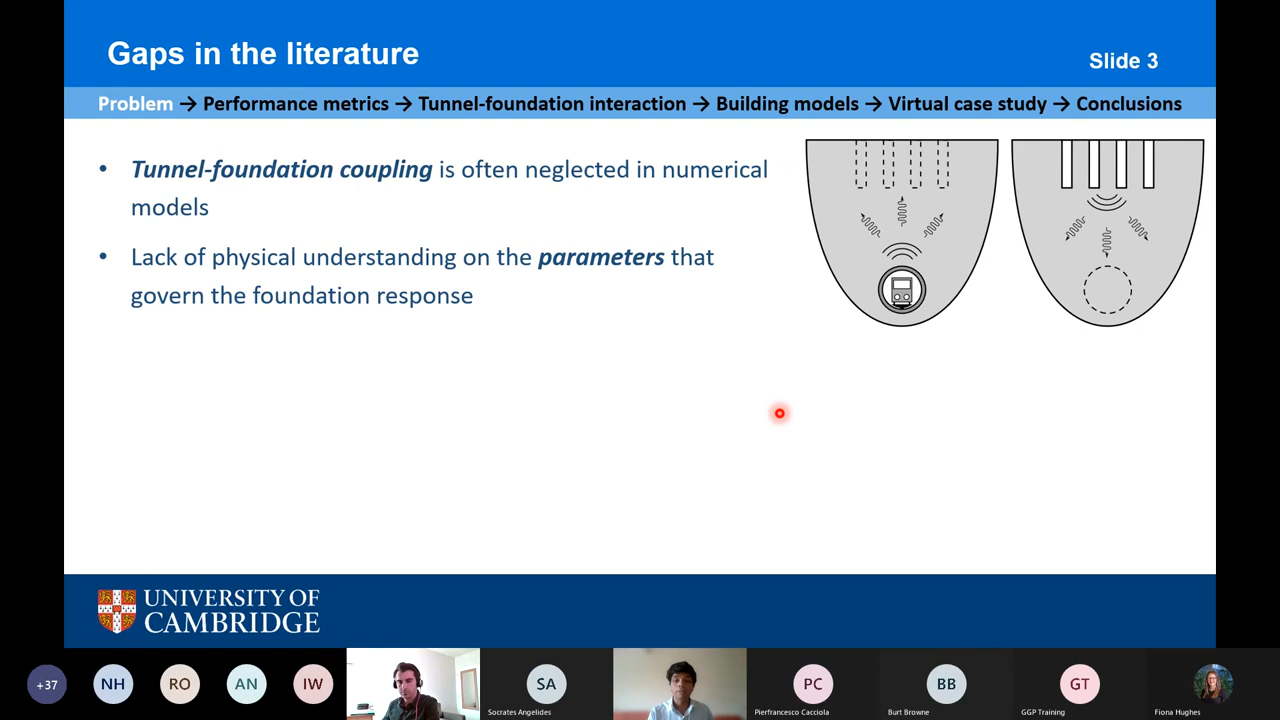 Gaps in the literature
Slide 3
Problem → Performance metrics → Tunnel-foundation interaction → Building models → Virtual case study → Conclusions
• Tunnel-foundation coupling is often neglected in numerical
models
• Lack of physical understanding on the parameters that
govern the foundation response
UNIVERSITY OF
CAMBRIDGE
+37
NH
RO
AN
IW
SA
Socrates Angelides
PC
Pierfrancesco Cacciola
BB
Burt Browne
GT
GGP Training
Fiona Hughes